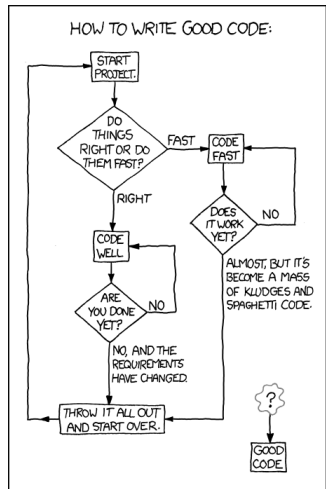 HOW TO WRITE GOOD CODE:
START
PROJECT.
DO
THINGS
RIGHT OR DO
THEM FAST?
FAST
CODE
FAST
RIGHT
DOES
IT WORK
YET?
NO
CODE
WELL
ALMOST, BUT IT'S
BECOME A MASS
OF KLUDGES AND
SPAGHETTI CODE.
ARE
YOU DONE
YET?
NO
NO, AND THE
REQUIREMENTS
HAVE CHANGED.
THROW IT ALL OUT
AND START OVER.
?
GOOD
CODE